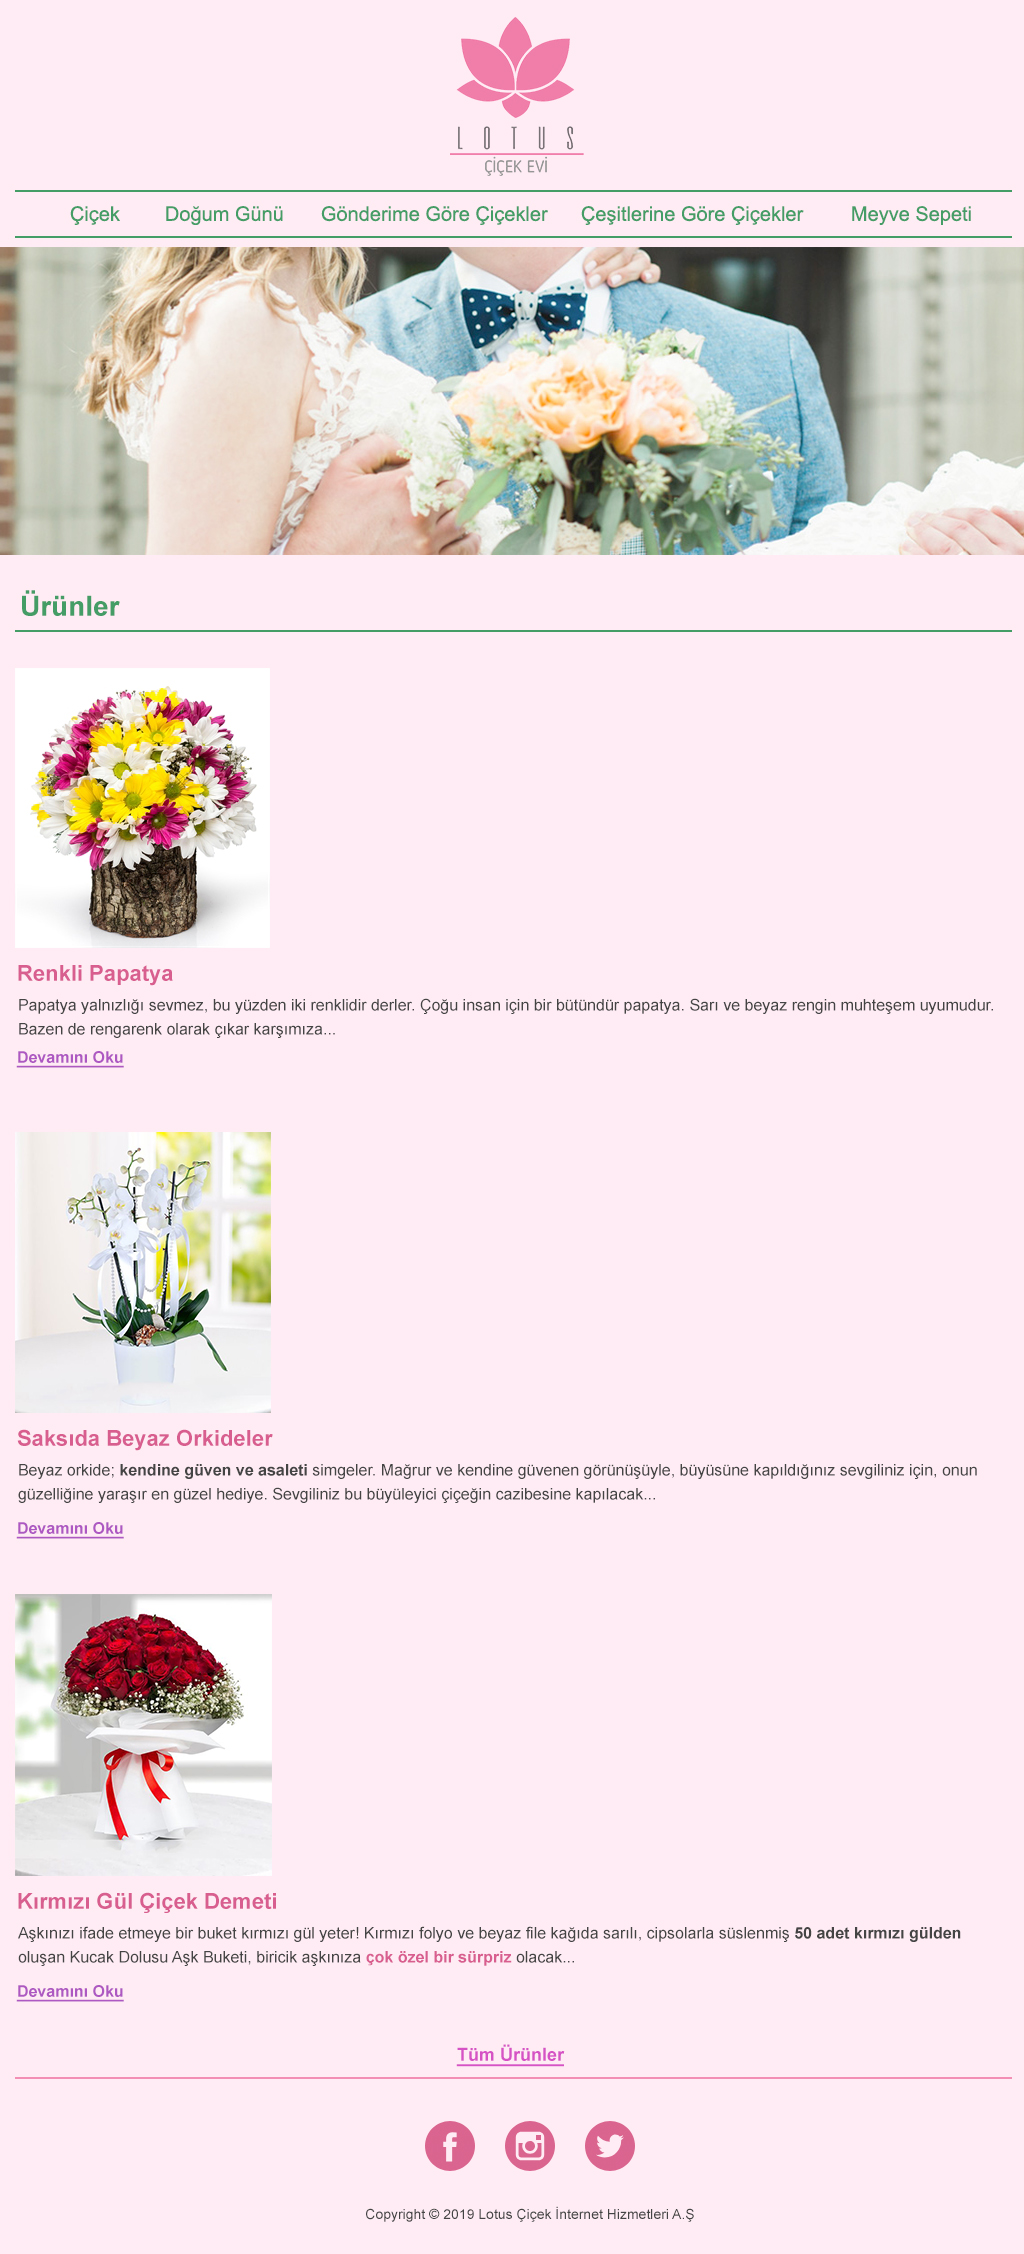 LOTUS
ÇİÇEK EVİ
Çiçek Doğum Günü Gönderime Göre Çiçekler Çeşitlerine Göre Çiçekler Meyve Sepeti
Ürünler
Renkli Papatya
Papatya yalnızlığı sevmez, bu yüzden iki renklidir derler. Çoğu insan için bir bütündür papatya. Sarı ve beyaz rengin muhteşem uyumudur.
Bazen de rengarenk olarak çıkar karşımıza...
Devamını Oku
Saksıda Beyaz Orkideler
Beyaz orkide; kendine güven ve asaleti simgeler. Mağrur ve kendine güvenen görünüşüyle, büyüsüne kapıldığınız sevgiliniz için, onun
güzelliğine yaraşır en güzel hediye. Sevgiliniz bu büyüleyici çiçeğin cazibesine kapılacak...
Devamını Oku
Kırmızı Gül Çiçek Demeti
Aşkınızı ifade etmeye bir buket kırmızı gül yeter! Kırmızı folyo ve beyaz file kağıda sarılı, cipsolarla süslenmiş 50 adet kırmızı gülden
oluşan Kucak Dolusu Aşk Buketi, biricik aşkınıza çok özel bir sürpriz olacak...
Devamını Oku
Tüm Ürünler
Copyright © 2019 Lotus Çiçek İnternet Hizmetleri A.Ş